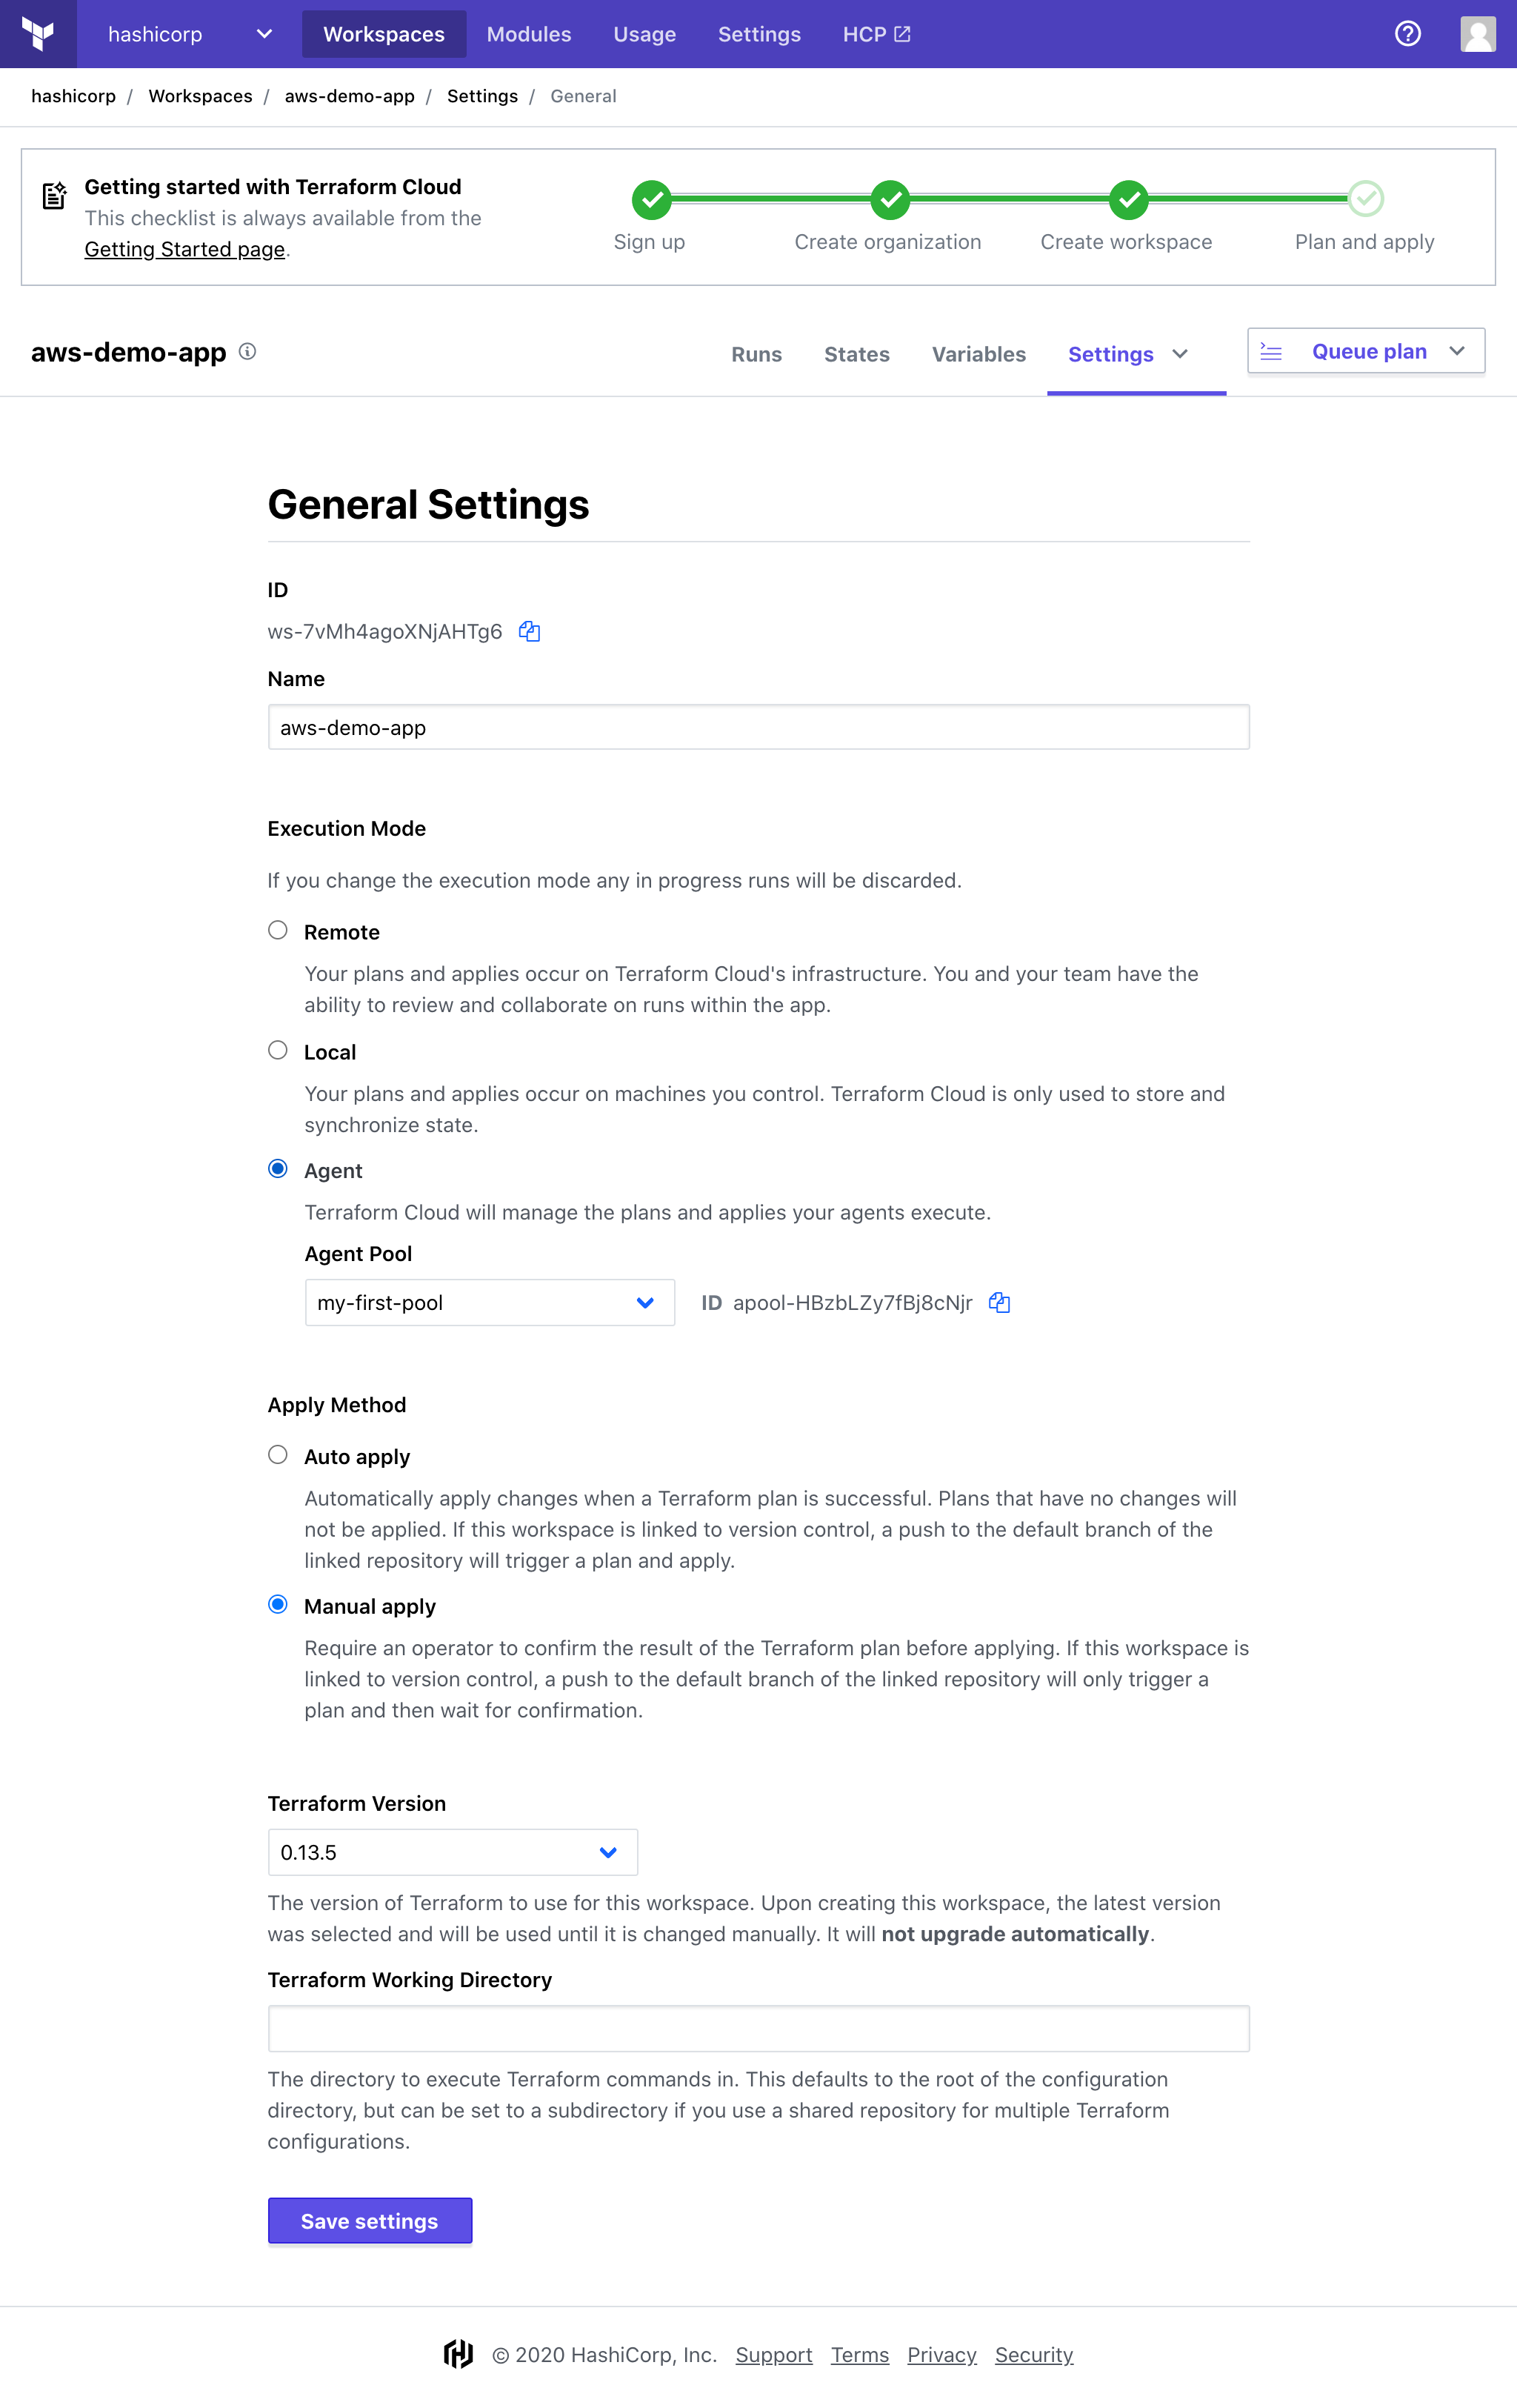 hashicorp Workspaces Modules Usage Settings HCP
hashicorp / Workspaces / aws-demo-app / Settings / General
Getting started with Terraform Cloud
This checklist is always available from the
Getting Started page.
Sign up Create organization Create workspace Plan and apply
aws-demo-app Runs States Variables Settings Queue plan
General Settings
ID
ws-7vMh4agoXNjAHTg6
Name
aws-demo-app
Execution Mode
If you change the execution mode any in progress runs will be discarded.
Remote
Your plans and applies occur on Terraform Cloud's infrastructure. You and your team have the
ability to review and collaborate on runs within the app.
Local
Your plans and applies occur on machines you control. Terraform Cloud is only used to store and
synchronize state.
Agent
Terraform Cloud will manage the plans and applies your agents execute.
Agent Pool
my-first-pool ID apool-HBzbLZy7fBj8cNjr
Apply Method
Auto apply
Automatically apply changes when a Terraform plan is successful. Plans that have no changes will
not be applied. If this workspace is linked to version control, a push to the default branch of the
linked repository will trigger a plan and apply.
Manual apply
Require an operator to confirm the result of the Terraform plan before applying. If this workspace is
linked to version control, a push to the default branch of the linked repository will only trigger a
plan and then wait for confirmation.
Terraform Version
0.13.5
The version of Terraform to use for this workspace. Upon creating this workspace, the latest version
was selected and will be used until it is changed manually. It will not upgrade automatically.
Terraform Working Directory
The directory to execute Terraform commands in. This defaults to the root of the configuration
directory, but can be set to a subdirectory if you use a shared repository for multiple Terraform
configurations.
Save settings
© 2020 HashiCorp, Inc. Support Terms Privacy Security